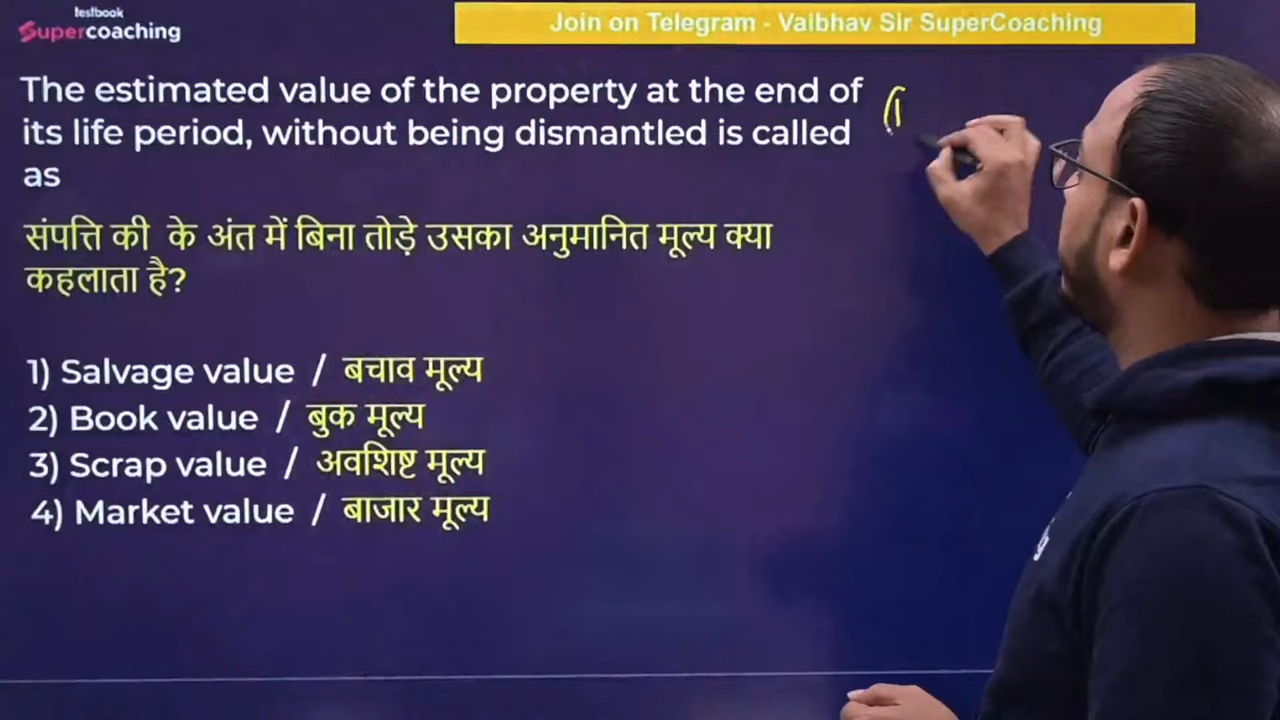 testbook
Supercoaching
Join on Telegram - Vaibhav Sir SuperCoaching
The estimated value of the property at the end of
its life period, without being dismantled is called
as
संपत्ति की के अंत में बिना तोड़े उसका अनुमानित मूल्य क्या
कहलाता है?
1) Salvage value / बचाव मूल्य
2) Book value / बुक मूल्य
3) Scrap value / अवशिष्ट मूल्य
4) Market value / बाजार मूल्य